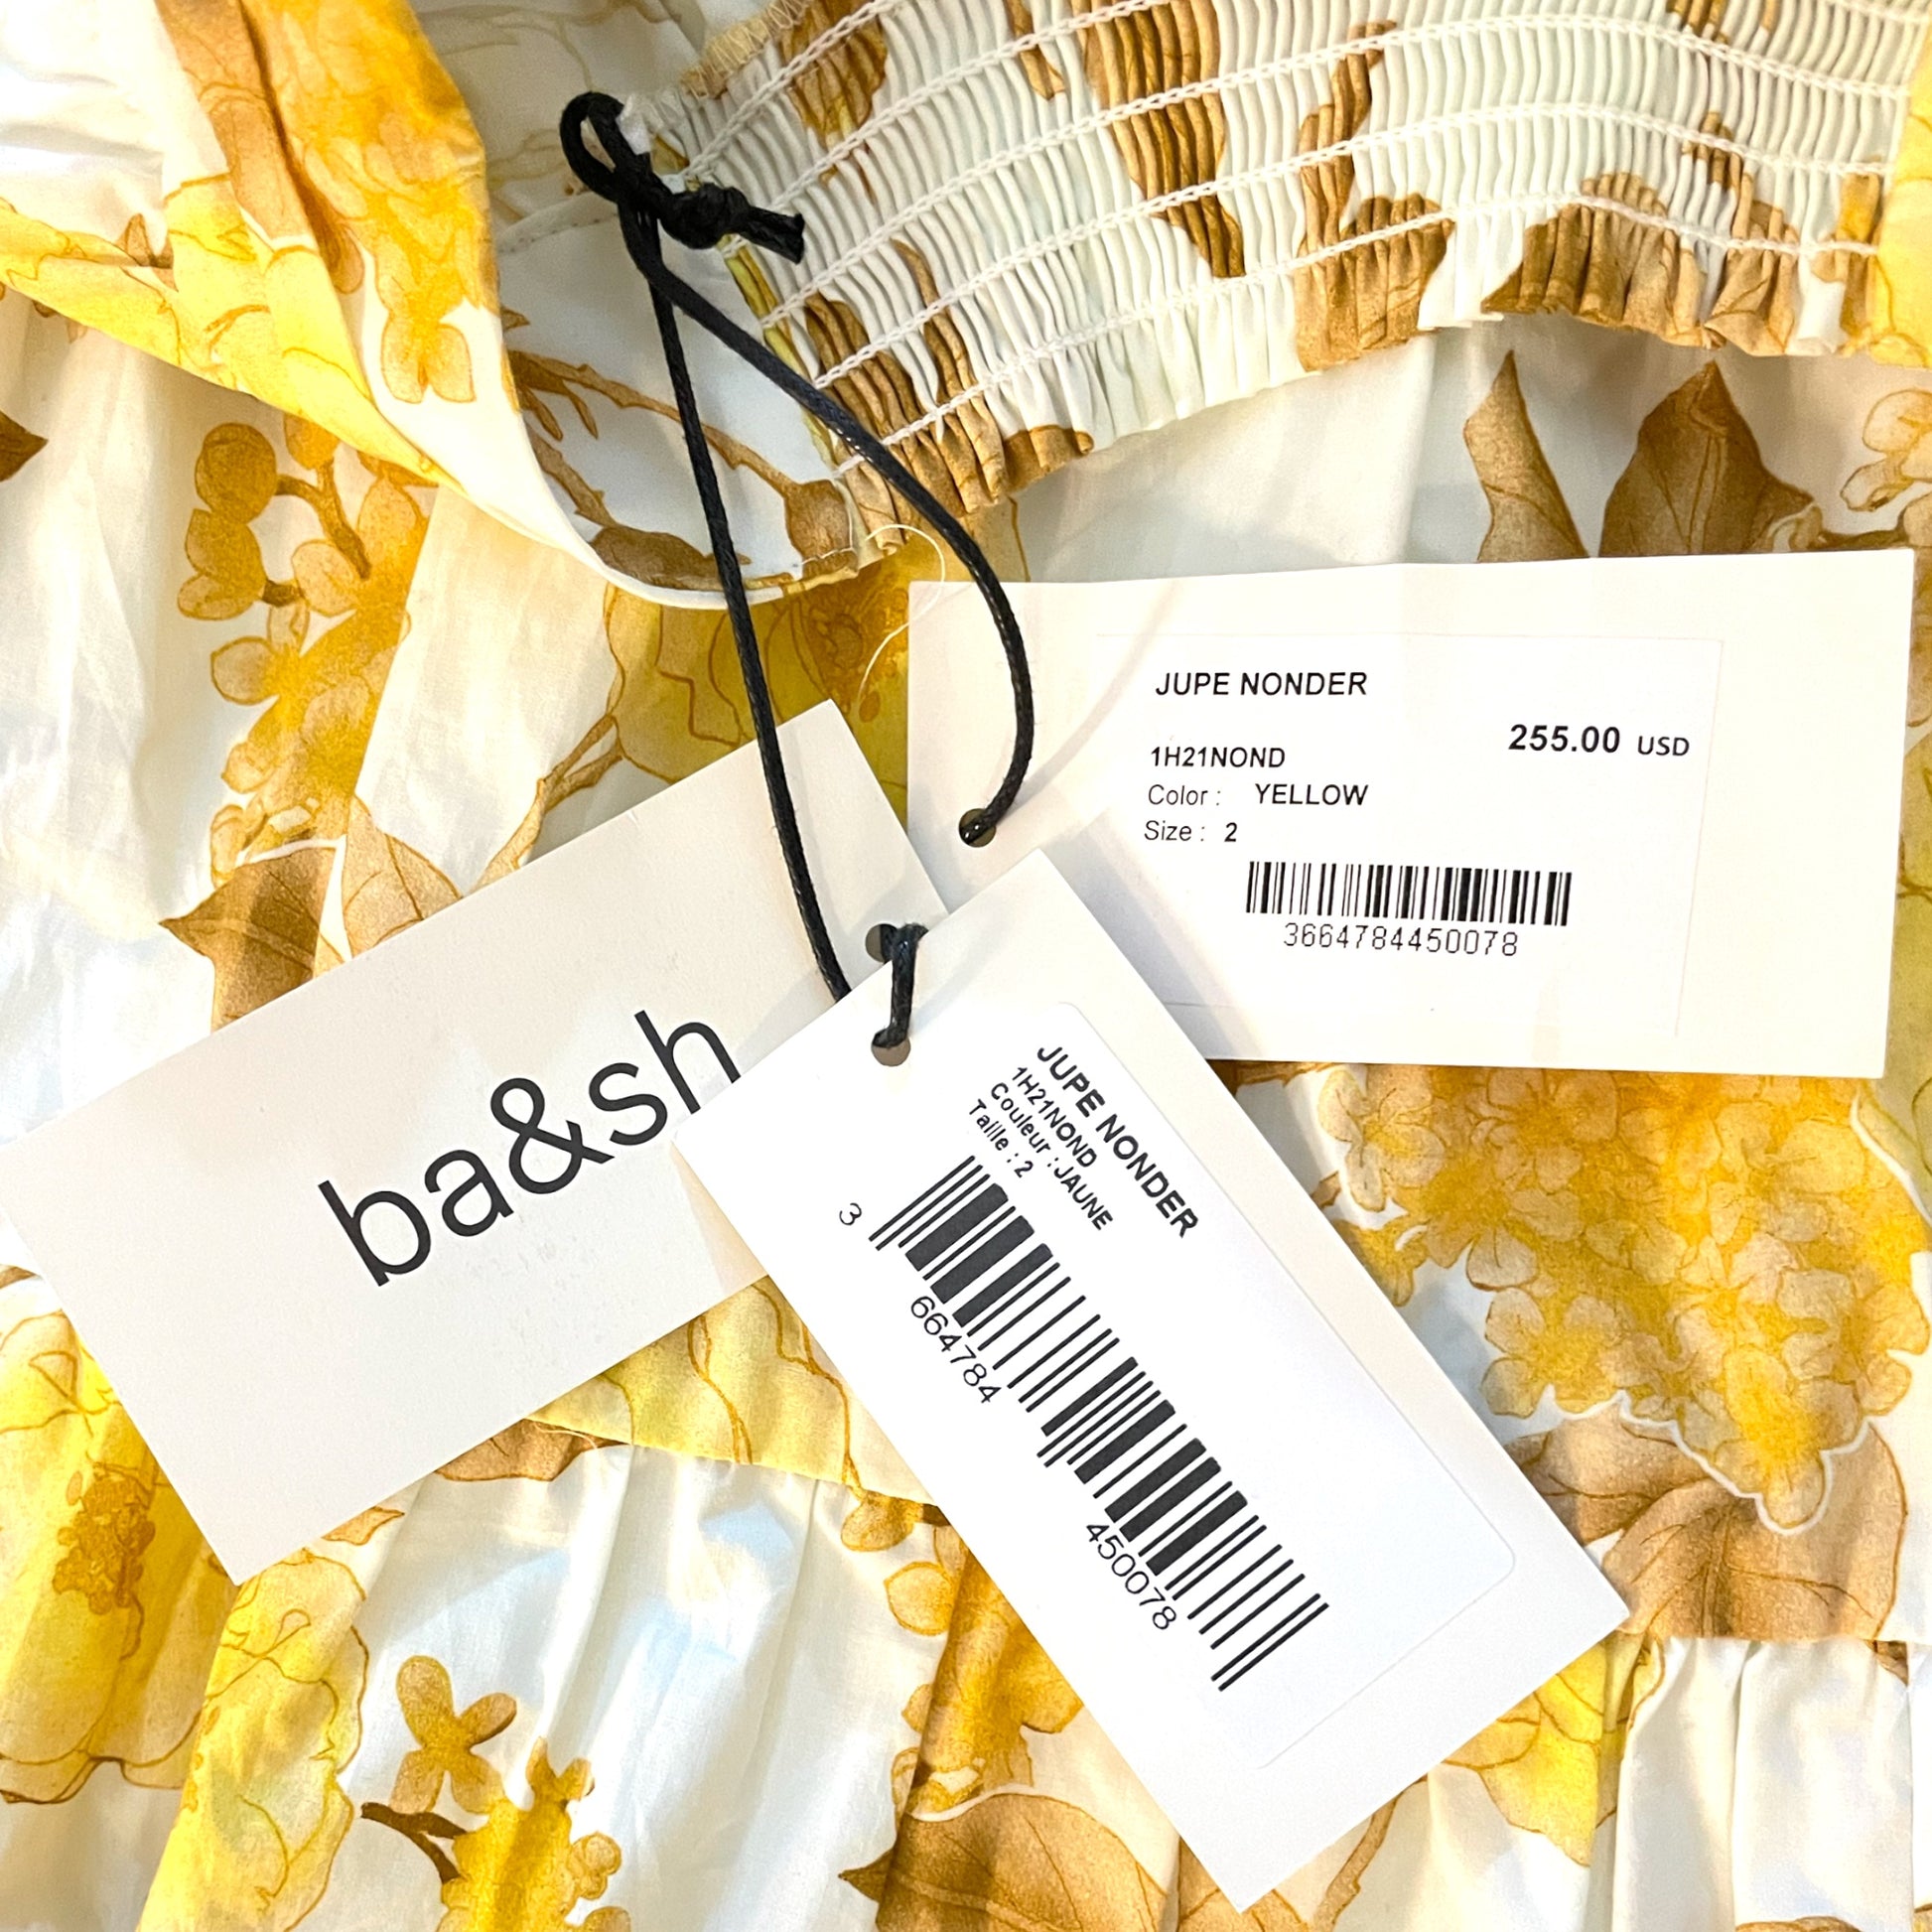 JUPE NONDER
255.00 USD
1H21NOND
Color : YELLOW
Size : 2
3664784450078
ba&sh
JUPE NONDER
1H21NOND
Couleur : JAUNE
Taille : 2
3 664784 450078